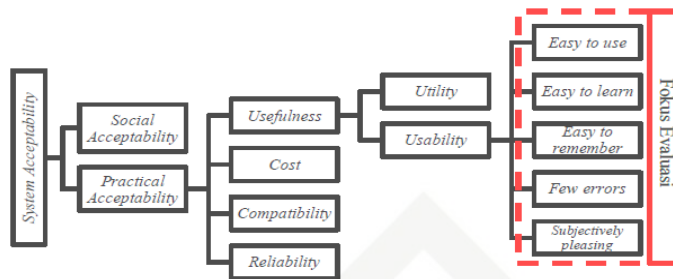 System Acceptability
Social
Acceptability
Practical
Acceptability
Usefulness
Cost
Compatibility
Reliability
Utility
Usability
Easy to use
Easy to learn
Easy to
remember
Few errors
Subjectively
pleasing
Fokus Evaluasi